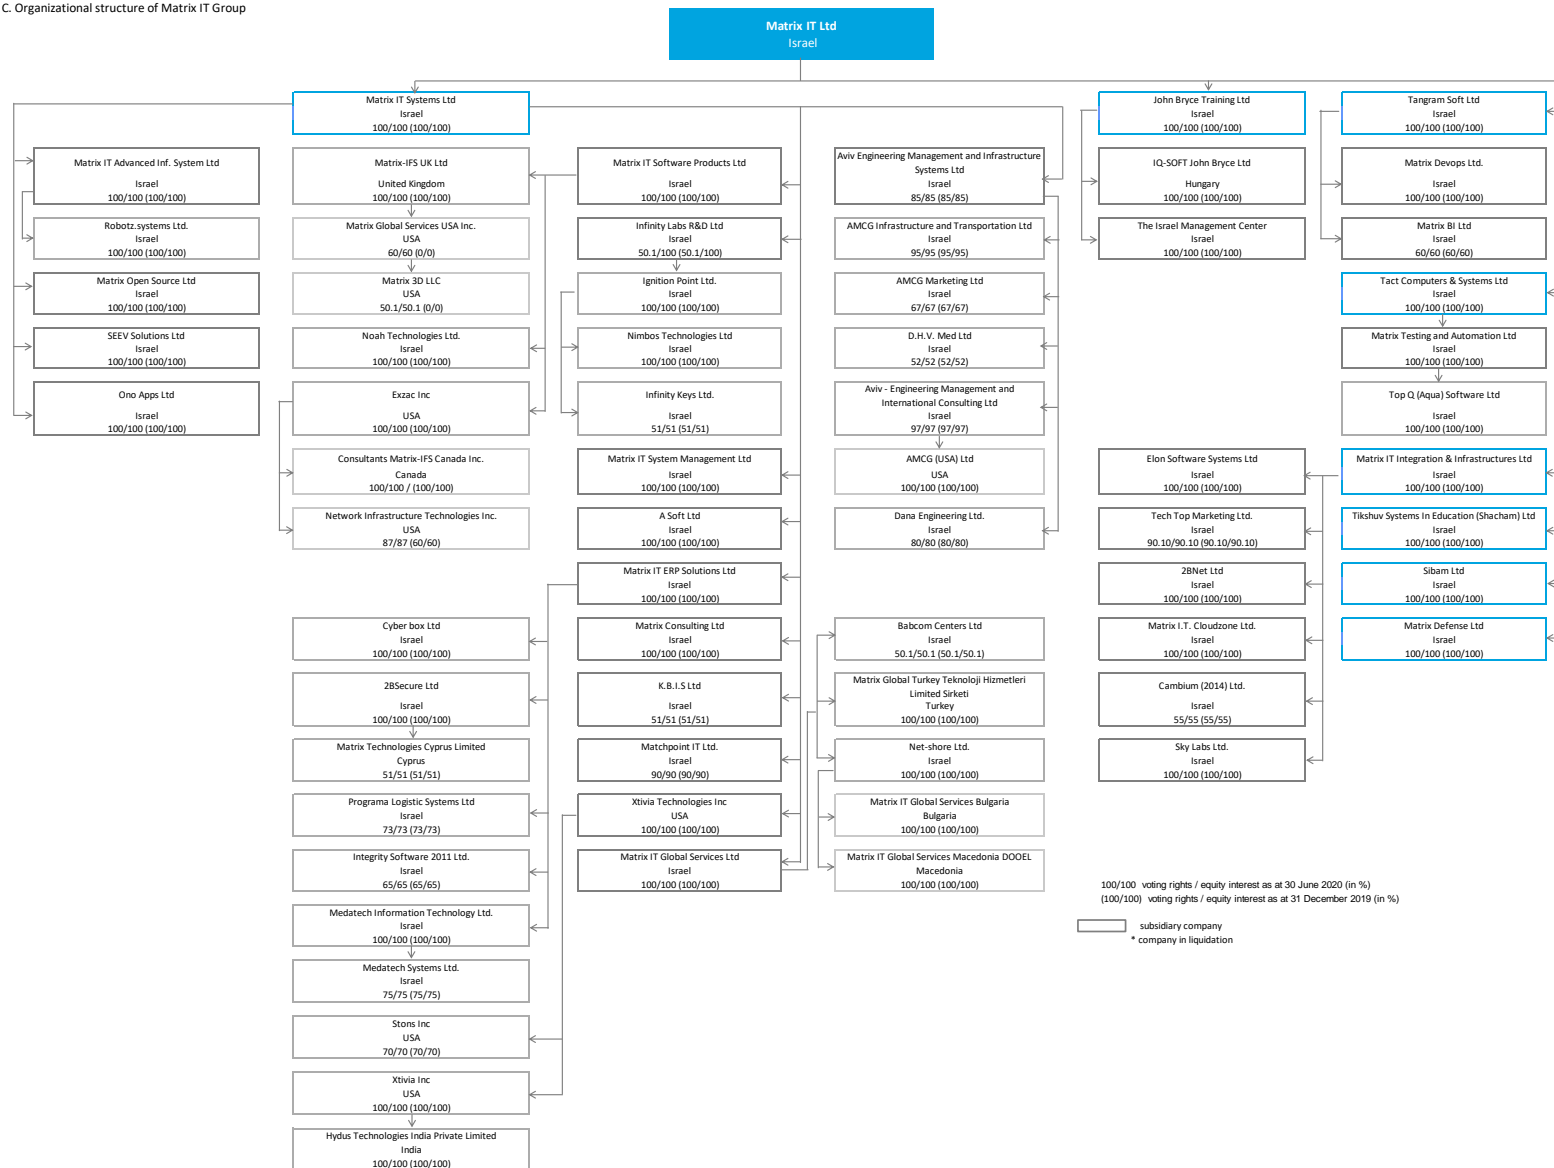 C. Organizational structure of Matrix IT Group
Matrix IT Ltd
Israel
Matrix IT Systems Ltd
Israel
100/100 (100/100)
John Bryce Training Ltd
Israel
100/100 (100/100)
Tangram Soft Ltd
Israel
100/100 (100/100)
Matrix IT Advanced Inf. System Ltd
Israel
100/100 (100/100)
Matrix-IFS UK Ltd
United Kingdom
100/100 (100/100)
Matrix IT Software Products Ltd
Israel
100/100 (100/100)
Aviv Engineering Management and Infrastructure
Systems Ltd
Israel
85/85 (85/85)
IQ-SOFT John Bryce Ltd
Hungary
100/100 (100/100)
Matrix Devops Ltd.
Israel
100/100 (100/100)
Robotz.systems Ltd.
Israel
100/100 (100/100)
Matrix Global Services USA Inc.
USA
60/60 (0/0)
Infinity Labs R&D Ltd
Israel
50.1/100 (50.1/100)
AMCG Infrastructure and Transportation Ltd
Israel
95/95 (95/95)
The Israel Management Center
Israel
100/100 (100/100)
Matrix BI Ltd
Israel
60/60 (60/60)
Matrix Open Source Ltd
Israel
100/100 (100/100)
Matrix 3D LLC
USA
50.1/50.1 (0/0)
Ignition Point Ltd.
Israel
100/100 (100/100)
AMCG Marketing Ltd
Israel
67/67 (67/67)
Tact Computers & Systems Ltd
Israel
100/100 (100/100)
SEEV Solutions Ltd
Israel
100/100 (100/100)
Noah Technologies Ltd.
Israel
100/100 (100/100)
Nimbos Technologies Ltd
Israel
100/100 (100/100)
D.H.V. Med Ltd
Israel
52/52 (52/52)
Matrix Testing and Automation Ltd
Israel
100/100 (100/100)
Ono Apps Ltd
Israel
100/100 (100/100)
Exzac Inc
USA
100/100 (100/100)
Infinity Keys Ltd.
Israel
51/51 (51/51)
Aviv - Engineering Management and
International Consulting Ltd
Israel
97/97 (97/97)
Top Q (Aqua) Software Ltd
Israel
100/100 (100/100)
Consultants Matrix-IFS Canada Inc.
Canada
100/100 / (100/100)
Matrix IT System Management Ltd
Israel
100/100 (100/100)
AMCG (USA) Ltd
USA
100/100 (100/100)
Elon Software Systems Ltd
Israel
100/100 (100/100)
Matrix IT Integration & Infrastructures Ltd
Israel
100/100 (100/100)
Network Infrastructure Technologies Inc.
USA
87/87 (60/60)
A Soft Ltd
Israel
100/100 (100/100)
Dana Engineering Ltd.
Israel
80/80 (80/80)
Tech Top Marketing Ltd.
Israel
90.10/90.10 (90.10/90.10)
Tikshuv Systems In Education (Shacham) Ltd
Israel
100/100 (100/100)
Matrix IT ERP Solutions Ltd
Israel
100/100 (100/100)
2BNet Ltd
Israel
100/100 (100/100)
Sibam Ltd
Israel
100/100 (100/100)
Cyber box Ltd
Israel
100/100 (100/100)
Matrix Consulting Ltd
Israel
100/100 (100/100)
Babcom Centers Ltd
Israel
50.1/50.1 (50.1/50.1)
Matrix I.T. Cloudzone Ltd.
Israel
100/100 (100/100)
Matrix Defense Ltd
Israel
100/100 (100/100)
2BSecure Ltd
Israel
100/100 (100/100)
K.B.I.S Ltd
Israel
51/51 (51/51)
Matrix Global Turkey Teknoloji Hizmetleri
Limited Sirketi
Turkey
100/100 (100/100)
Cambium (2014) Ltd.
Israel
55/55 (55/55)
Matrix Technologies Cyprus Limited
Cyprus
51/51 (51/51)
Matchpoint IT Ltd.
Israel
90/90 (90/90)
Net-shore Ltd.
Israel
100/100 (100/100)
Sky Labs Ltd.
Israel
100/100 (100/100)
Programa Logistic Systems Ltd
Israel
73/73 (73/73)
Xtivia Technologies Inc
USA
100/100 (100/100)
Matrix IT Global Services Bulgaria
Bulgaria
100/100 (100/100)
Integrity Software 2011 Ltd.
Israel
65/65 (65/65)
Matrix IT Global Services Ltd
Israel
100/100 (100/100)
Matrix IT Global Services Macedonia DOOEL
Macedonia
100/100 (100/100)
100/100 voting rights / equity interest as at 30 June 2020 (in %)
(100/100) voting rights / equity interest as at 31 December 2019 (in %)
subsidiary company
* company in liquidation
Medatech Information Technology Ltd.
Israel
100/100 (100/100)
Medatech Systems Ltd.
Israel
75/75 (75/75)
Stons Inc
USA
70/70 (70/70)
Xtivia Inc
USA
100/100 (100/100)
Hydus Technologies India Private Limited
India
100/100 (100/100)